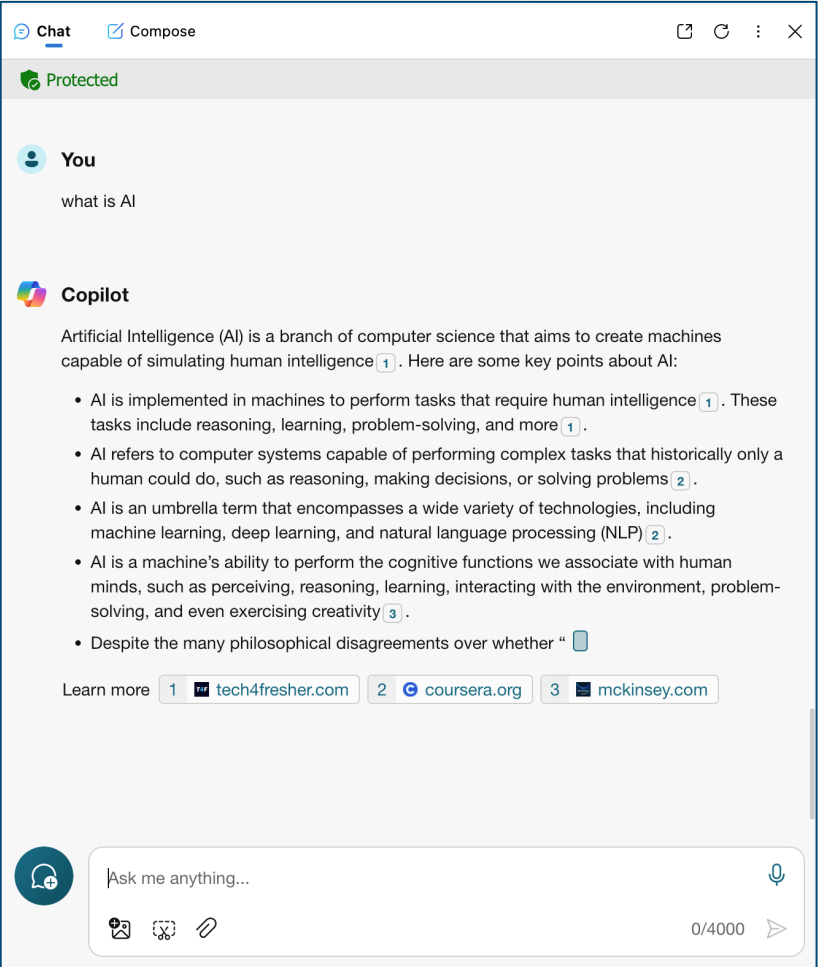 Chat Compose
Protected
You
what is AI
Copilot
Artificial Intelligence (AI) is a branch of computer science that aims to create machines
capable of simulating human intelligence 1 . Here are some key points about AI:
• AI is implemented in machines to perform tasks that require human intelligence 1 . These
tasks include reasoning, learning, problem-solving, and more 1 .
• AI refers to computer systems capable of performing complex tasks that historically only a
human could do, such as reasoning, making decisions, or solving problems 2 .
• AI is an umbrella term that encompasses a wide variety of technologies, including
machine learning, deep learning, and natural language processing (NLP) 2 .
• AI is a machine’s ability to perform the cognitive functions we associate with human
minds, such as perceiving, reasoning, learning, interacting with the environment, problem-
solving, and even exercising creativity 3 .
• Despite the many philosophical disagreements over whether “
Learn more 1 tech4fresher.com 2 coursera.org 3 mckinsey.com
Ask me anything...
0/4000